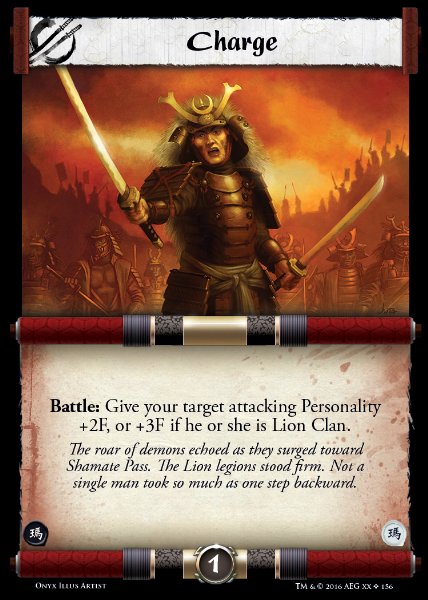 Charge
Battle: Give your target attacking Personality
+2F, or +3F if he or she is Lion Clan.
The roar of demons echoed as they surged toward
Shamate Pass. The Lion legions stood firm. Not a
single man took so much as one step backward.
瑪
瑪
1
Onyx Illus Artist
TM & © 2016 AEG XX ❖ 156